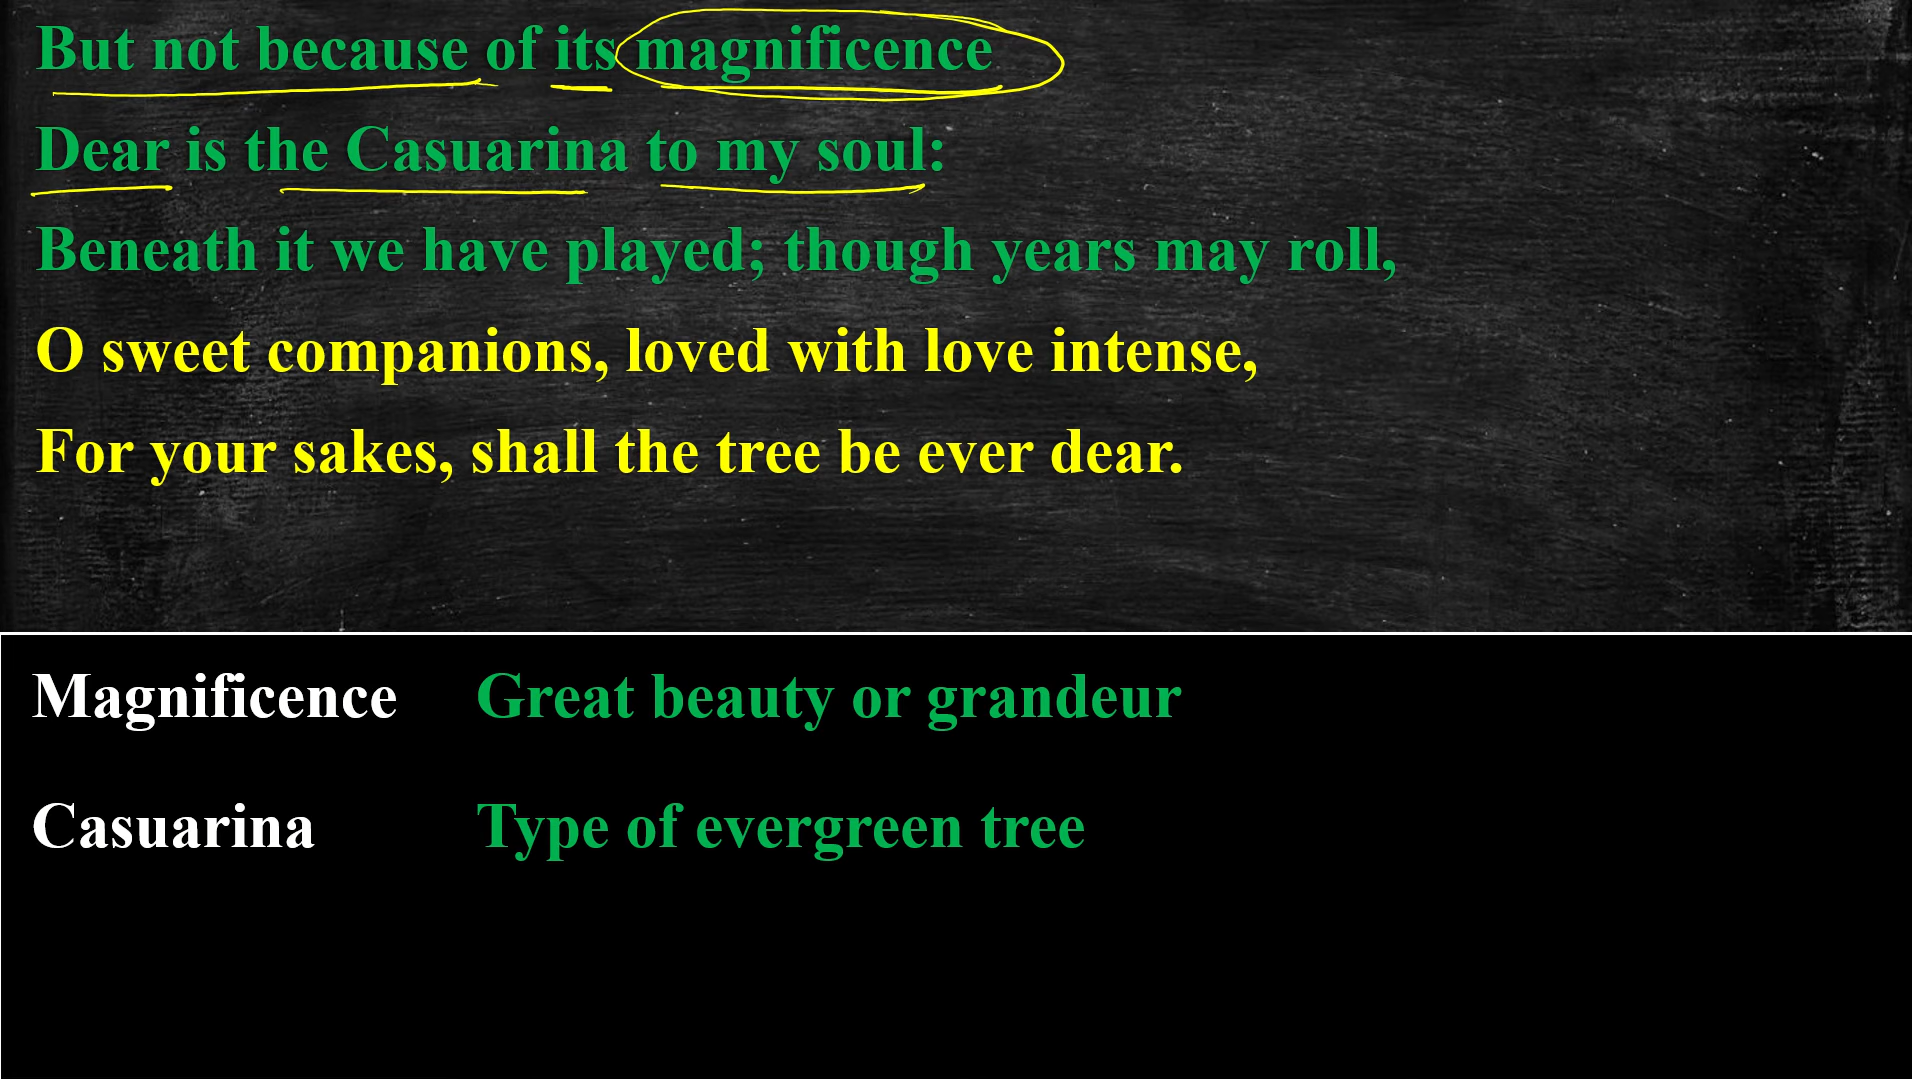 But not because of its magnificence
Dear is the Casuarina to my soul:
Beneath it we have played; though years may roll,
O sweet companions, loved with love intense,
For your sakes, shall the tree be ever dear.
Magnificence Great beauty or grandeur
Casuarina Type of evergreen tree